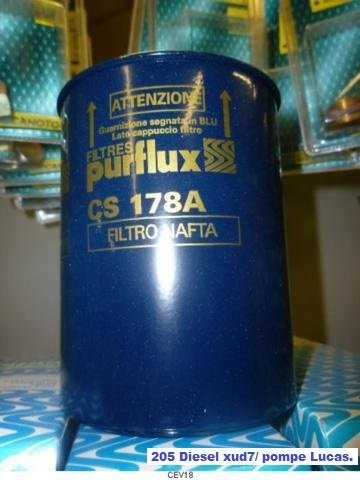 ATTENZIONE
Guarnizione segnata in BLU
Lato cappuccio filtro
FILTRES
purflux
CS 178A
FILTRO NAFTA
205 Diesel xud7/ pompe Lucas.
CEV18